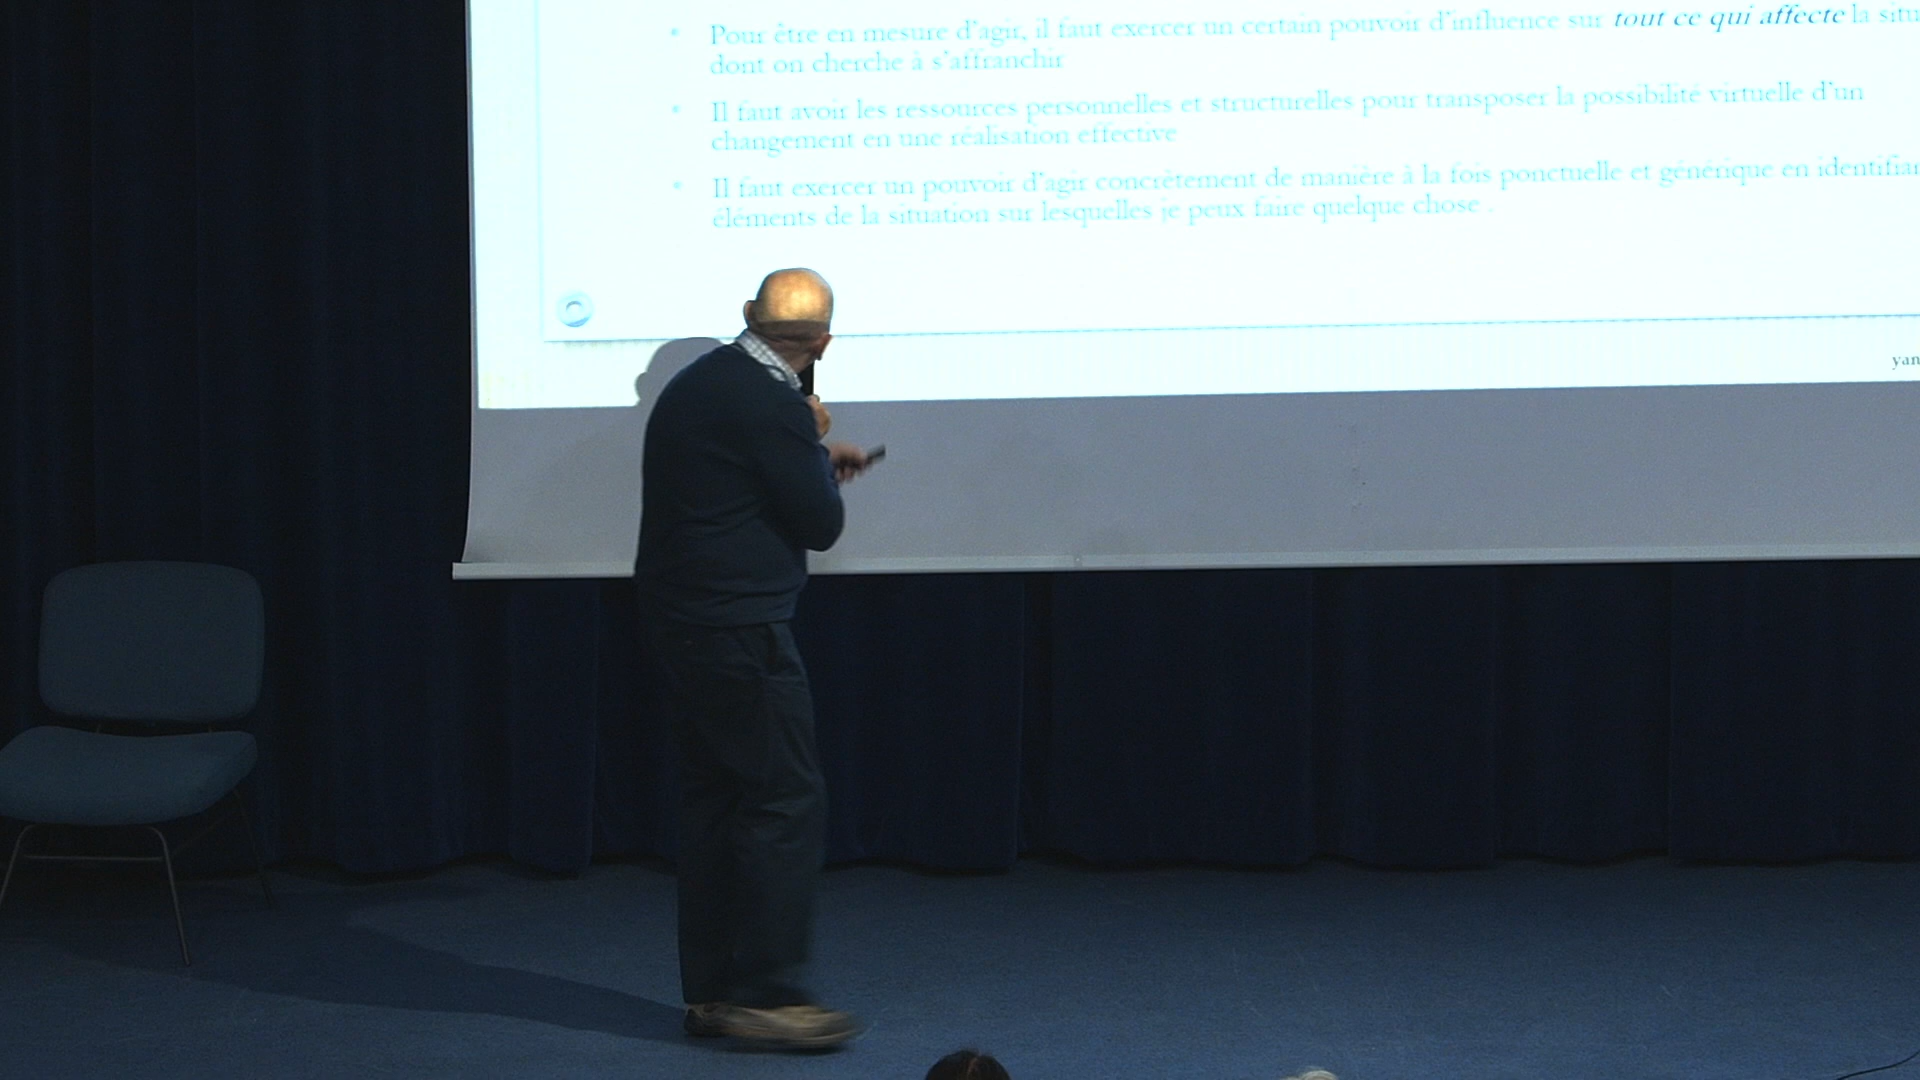 • Pour être en mesure d'agir, il faut exercer un certain pouvoir d'influence sur tout ce qui affecte la situ
dont on cherche à s'affranchir
• Il faut avoir les ressources personnelles et structurelles pour transposer la possibilité virtuelle d'un
changement en une réalisation effective.
• Il faut exercer un pouvoir d'agir concrètement de manière à la fois ponctuelle et générique en identifian
éléments de la situation sur lesquelles je peux faire quelque chose .
yan